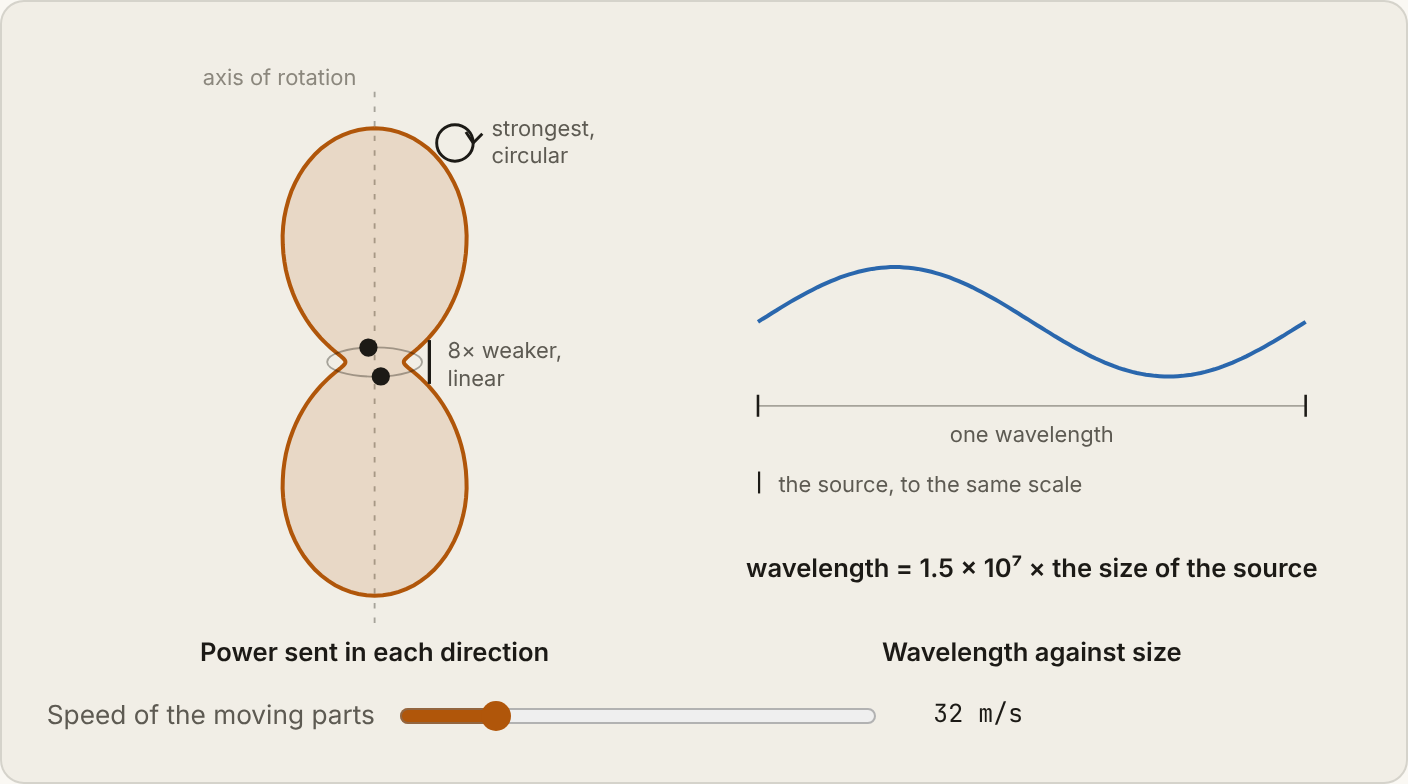 axis of rotation
strongest,
circular
8× weaker,
linear
one wavelength
the source, to the same scale
wavelength = 1.5 × 10⁷ × the size of the source
Power sent in each direction
Wavelength against size
Speed of the moving parts
32 m/s